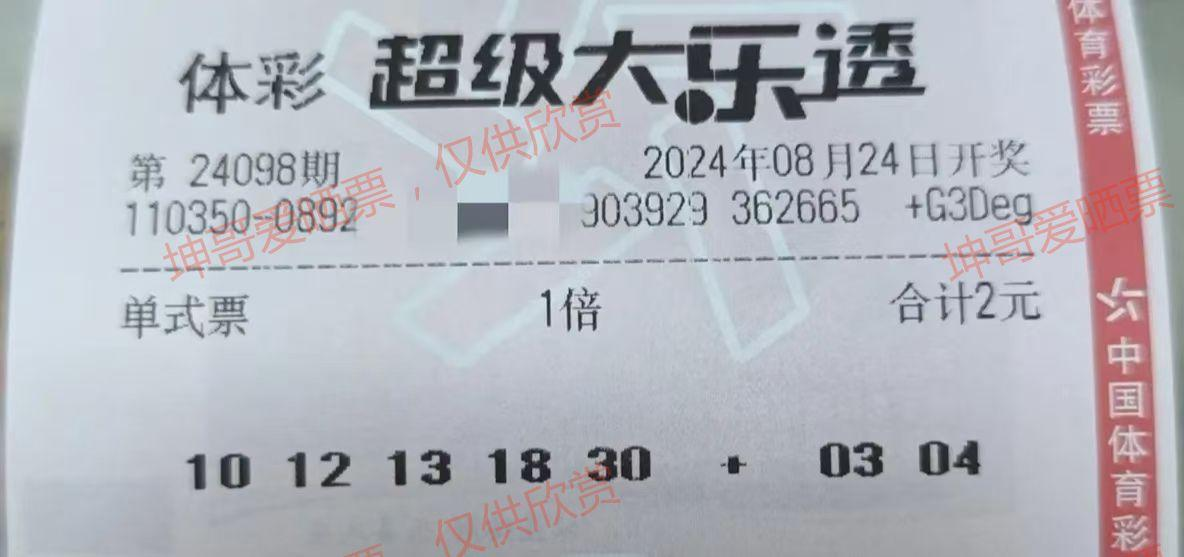 体彩 超级大乐透
第 24098期 2024年08月24日开奖
110350-0892 903929 362665 +G3Deg
单式票 1倍 合计2元
10 12 13 18 30 + 03 04
体育彩票
中国体育彩
坤哥爱晒票，仅供欣赏
坤哥爱晒票
仅供欣赏